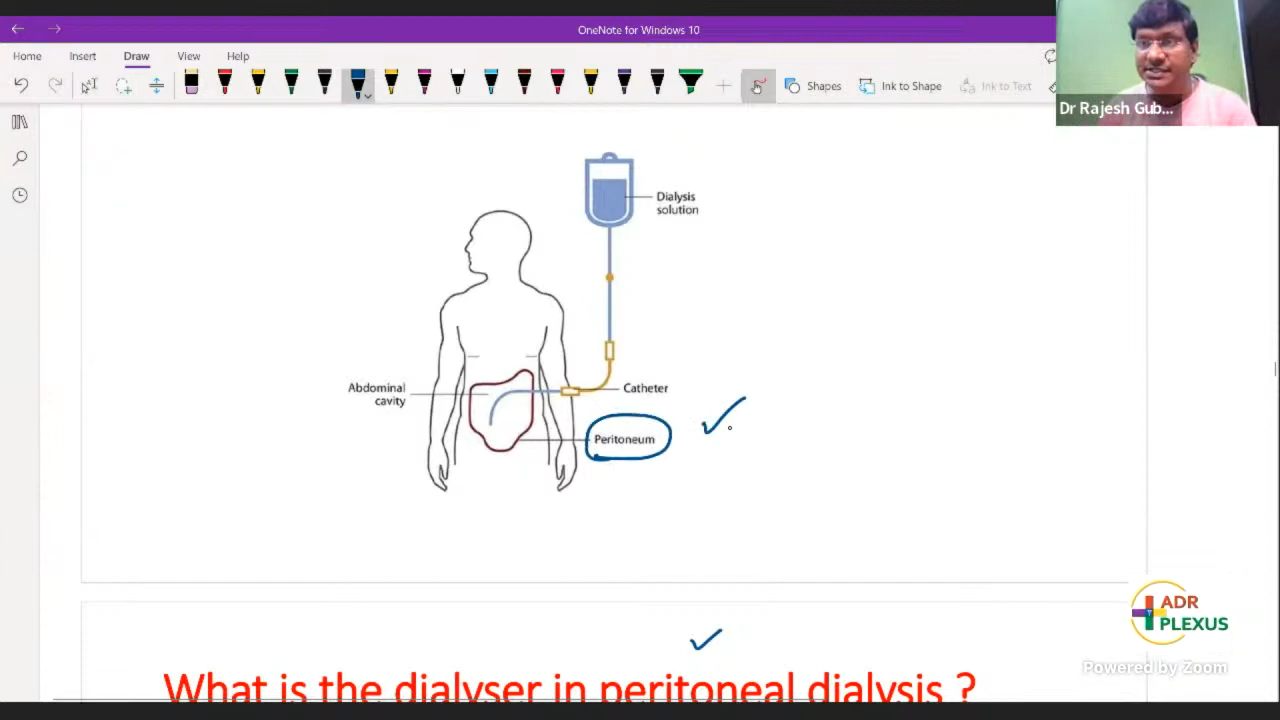 OneNote for Windows 10
Home Insert Draw View Help
Shapes Ink to Shape Ink to Text
Dr Rajesh Gub...
Dialysis
solution
Abdominal
cavity
Catheter
Peritoneum
ADR
PLEXUS
Powered by Zoom
What is the dialyser in peritoneal dialysis ?